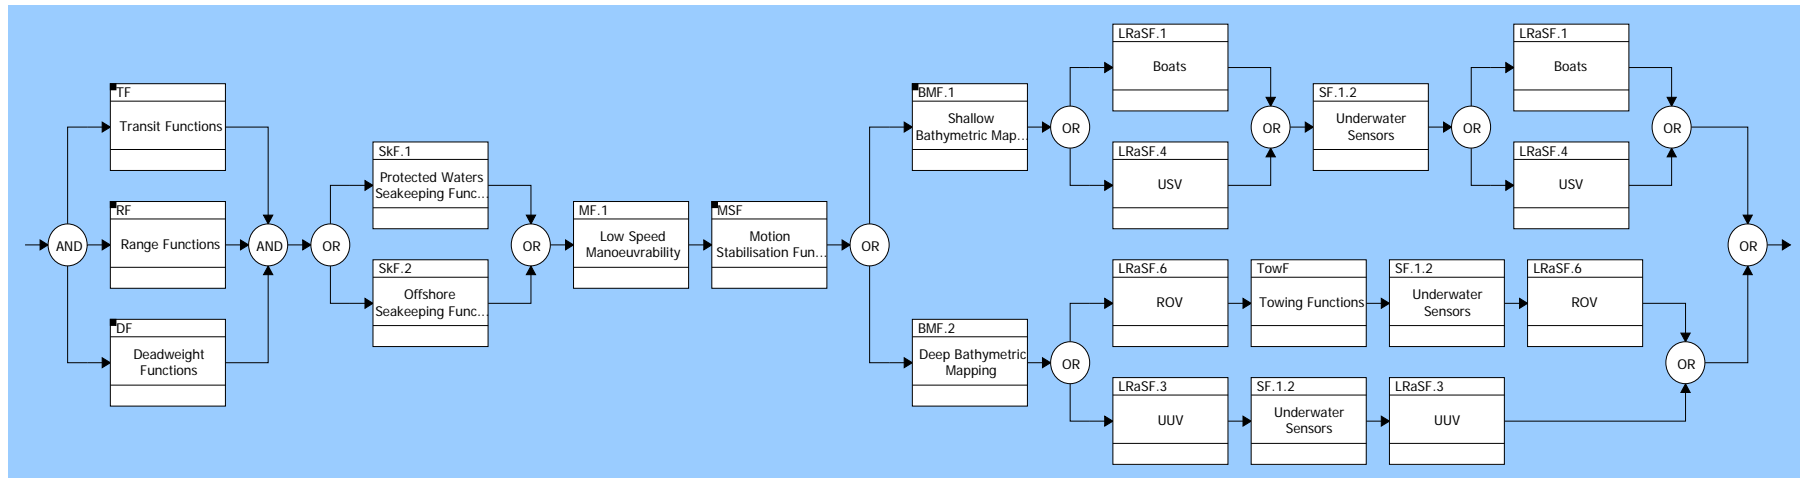 AND
TF
Transit Functions
RF
Range Functions
DF
Deadweight
Functions
AND
OR
SkF.1
Protected Waters
Seakeeping Func...
SkF.2
Offshore
Seakeeping Func...
OR
MF.1
Low Speed
Manoeuvrability
MSF
Motion
Stabilisation Fun...
OR
BMF.1
Shallow
Bathymetric Map...
OR
LRaSF.1
Boats
LRaSF.4
USV
OR
SF.1.2
Underwater
Sensors
OR
LRaSF.1
Boats
LRaSF.4
USV
OR
BMF.2
Deep Bathymetric
Mapping
OR
LRaSF.6
ROV
TowF
Towing Functions
SF.1.2
Underwater
Sensors
LRaSF.6
ROV
LRaSF.3
UUV
SF.1.2
Underwater
Sensors
LRaSF.3
UUV
OR
OR